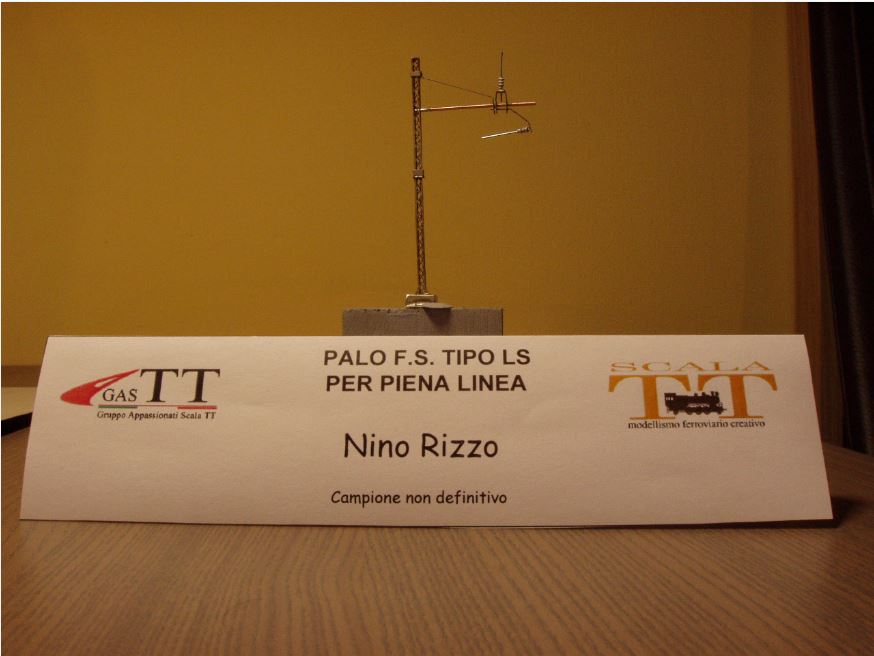 GAS TT
Gruppo Appassionati Scala TT
PALO F.S. TIPO LS
PER PIENA LINEA
Nino Rizzo
Campione non definitivo
SCALA
TT
modellismo ferroviario creativo